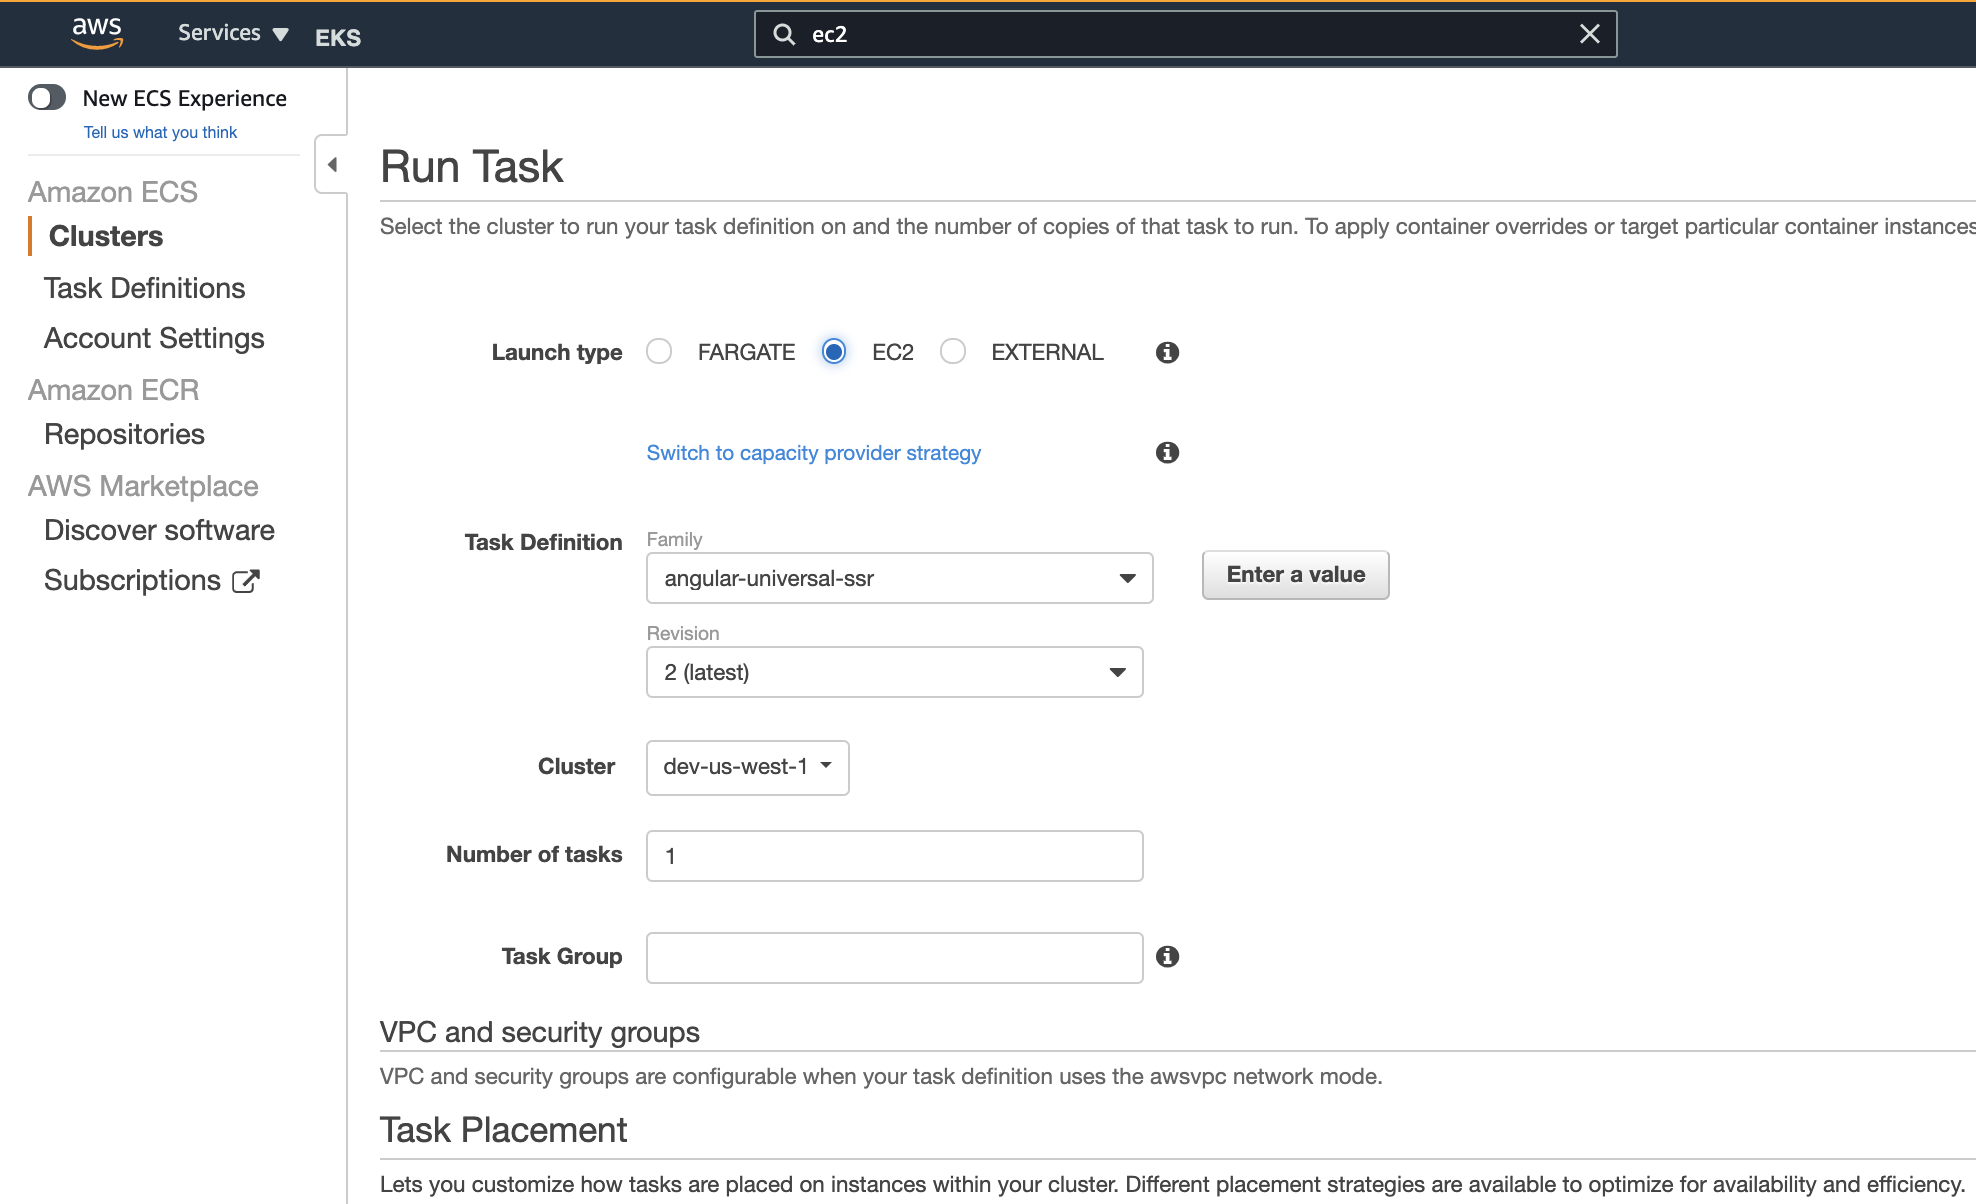 aws Services EKS ec2
New ECS Experience
Tell us what you think
Amazon ECS
Clusters
Task Definitions
Account Settings
Amazon ECR
Repositories
AWS Marketplace
Discover software
Subscriptions
Run Task
Select the cluster to run your task definition on and the number of copies of that task to run. To apply container overrides or target particular container instances
Launch type FARGATE EC2 EXTERNAL
Switch to capacity provider strategy
Task Definition Family
angular-universal-ssr Enter a value
Revision
2 (latest)
Cluster dev-us-west-1
Number of tasks 1
Task Group
VPC and security groups
VPC and security groups are configurable when your task definition uses the awsvpc network mode.
Task Placement
Lets you customize how tasks are placed on instances within your cluster. Different placement strategies are available to optimize for availability and efficiency.